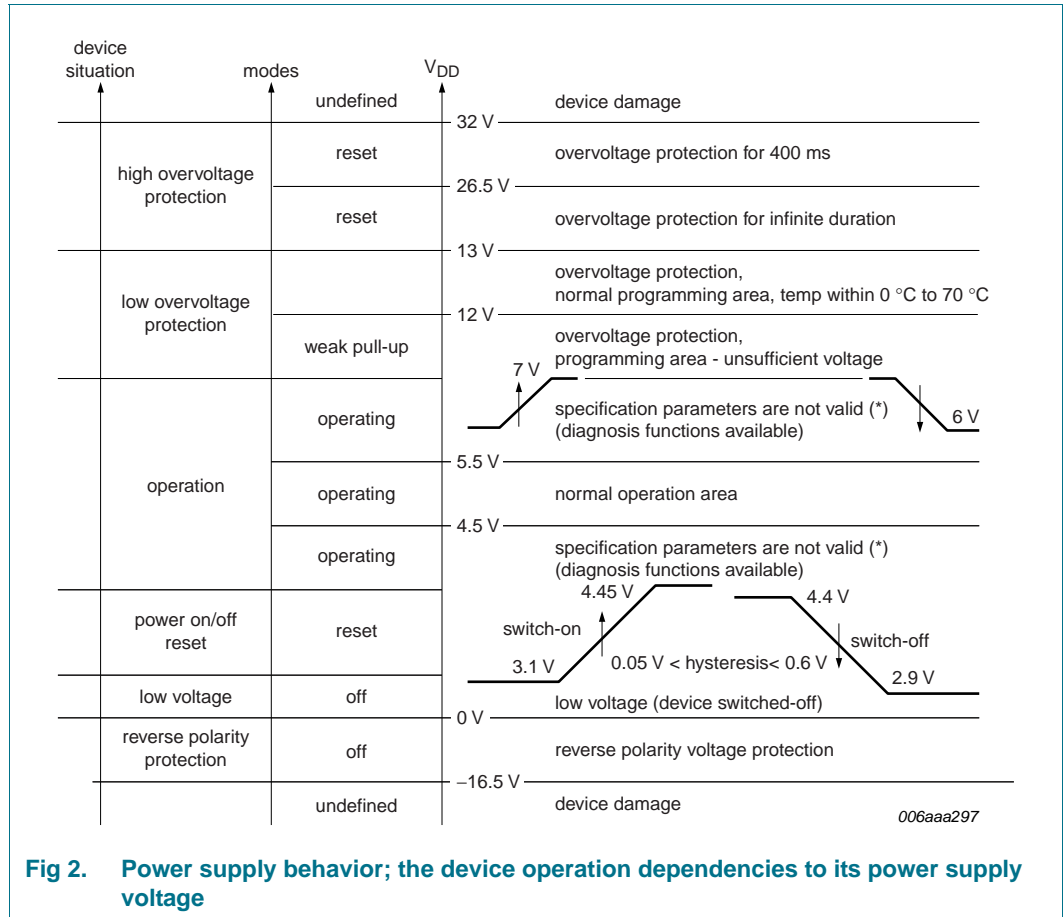 device
situation
modes
VDD
undefined
device damage
32 V
high overvoltage
protection
reset
overvoltage protection for 400 ms
26.5 V
reset
overvoltage protection for infinite duration
13 V
low overvoltage
protection
overvoltage protection,
normal programming area, temp within 0 °C to 70 °C
12 V
weak pull-up
overvoltage protection,
programming area - unsufficient voltage
7 V
operation
operating
specification parameters are not valid (*)
(diagnosis functions available)
6 V
5.5 V
operating
normal operation area
4.5 V
operating
specification parameters are not valid (*)
(diagnosis functions available)
4.45 V
4.4 V
power on/off
reset
reset
switch-on
switch-off
3.1 V
0.05 V < hysteresis< 0.6 V
2.9 V
low voltage
off
low voltage (device switched-off)
0 V
reverse polarity
protection
off
reverse polarity voltage protection
−16.5 V
undefined
device damage
006aaa297
Fig 2. Power supply behavior; the device operation dependencies to its power supply
voltage